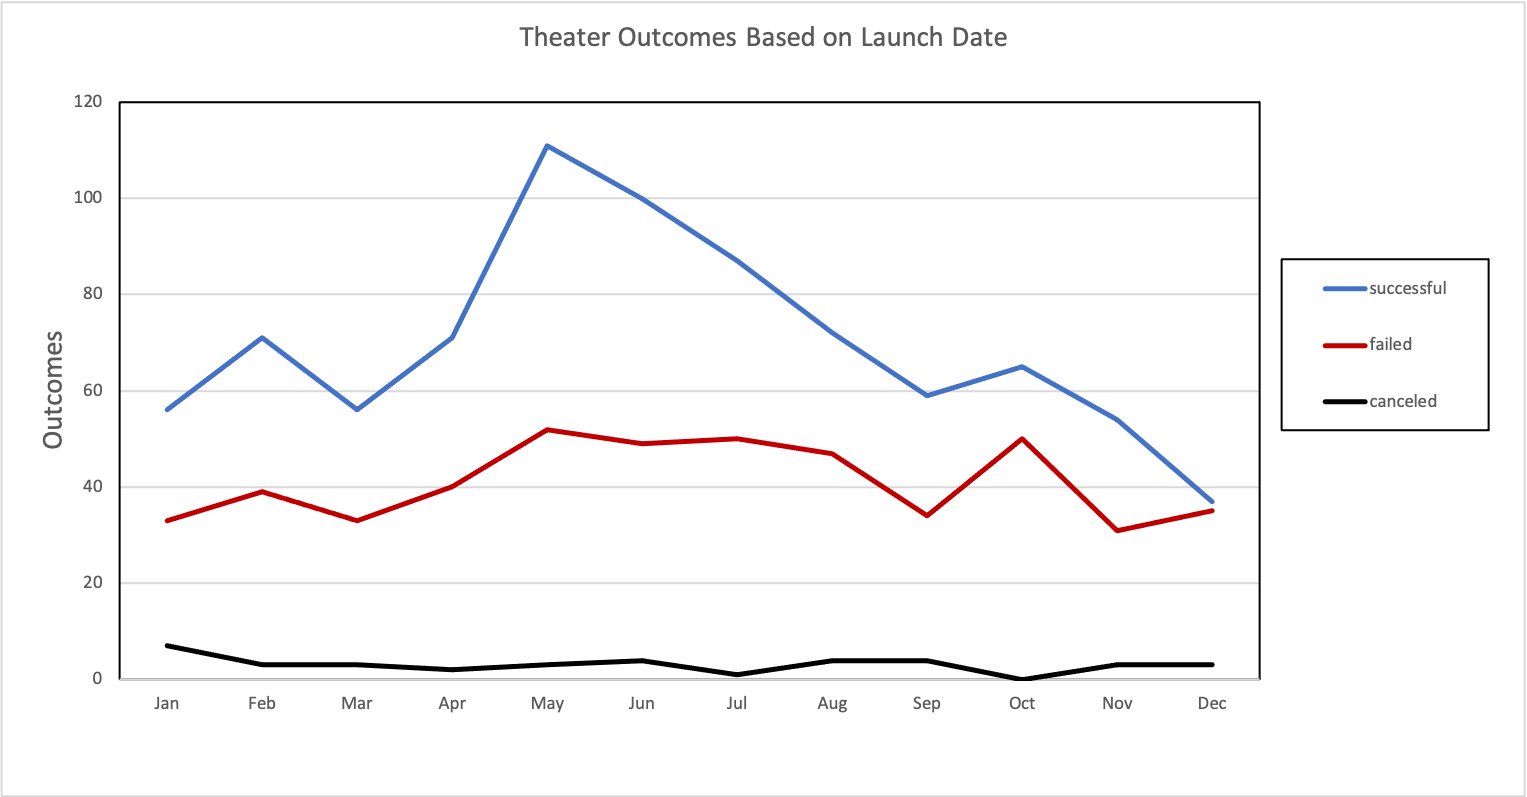 Theater Outcomes Based on Launch Date
120
100
80
60
40
20
0
Outcomes
Jan Feb Mar Apr May Jun Jul Aug Sep Oct Nov Dec
successful
failed
canceled